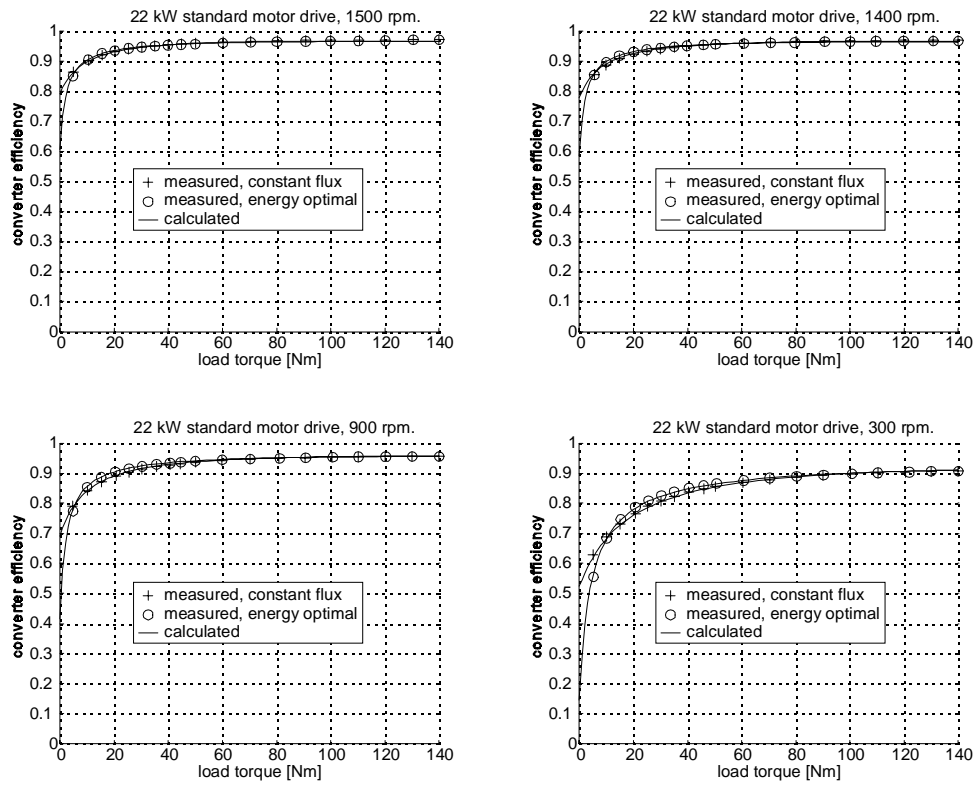 22 kW standard motor drive, 1500 rpm.
1
0.9
0.8
0.7
0.6
0.5
0.4
0.3
0.2
0.1
0
converter efficiency
measured, constant flux
measured, energy optimal
calculated
0 20 40 60 80 100 120 140
load torque [Nm]
22 kW standard motor drive, 1400 rpm.
1
0.9
0.8
0.7
0.6
0.5
0.4
0.3
0.2
0.1
0
converter efficiency
measured, constant flux
measured, energy optimal
calculated
0 20 40 60 80 100 120 140
load torque [Nm]
22 kW standard motor drive, 900 rpm.
1
0.9
0.8
0.7
0.6
0.5
0.4
0.3
0.2
0.1
0
converter efficiency
measured, constant flux
measured, energy optimal
calculated
0 20 40 60 80 100 120 140
load torque [Nm]
22 kW standard motor drive, 300 rpm.
1
0.9
0.8
0.7
0.6
0.5
0.4
0.3
0.2
0.1
0
converter efficiency
measured, constant flux
measured, energy optimal
calculated
0 20 40 60 80 100 120 140
load torque [Nm]